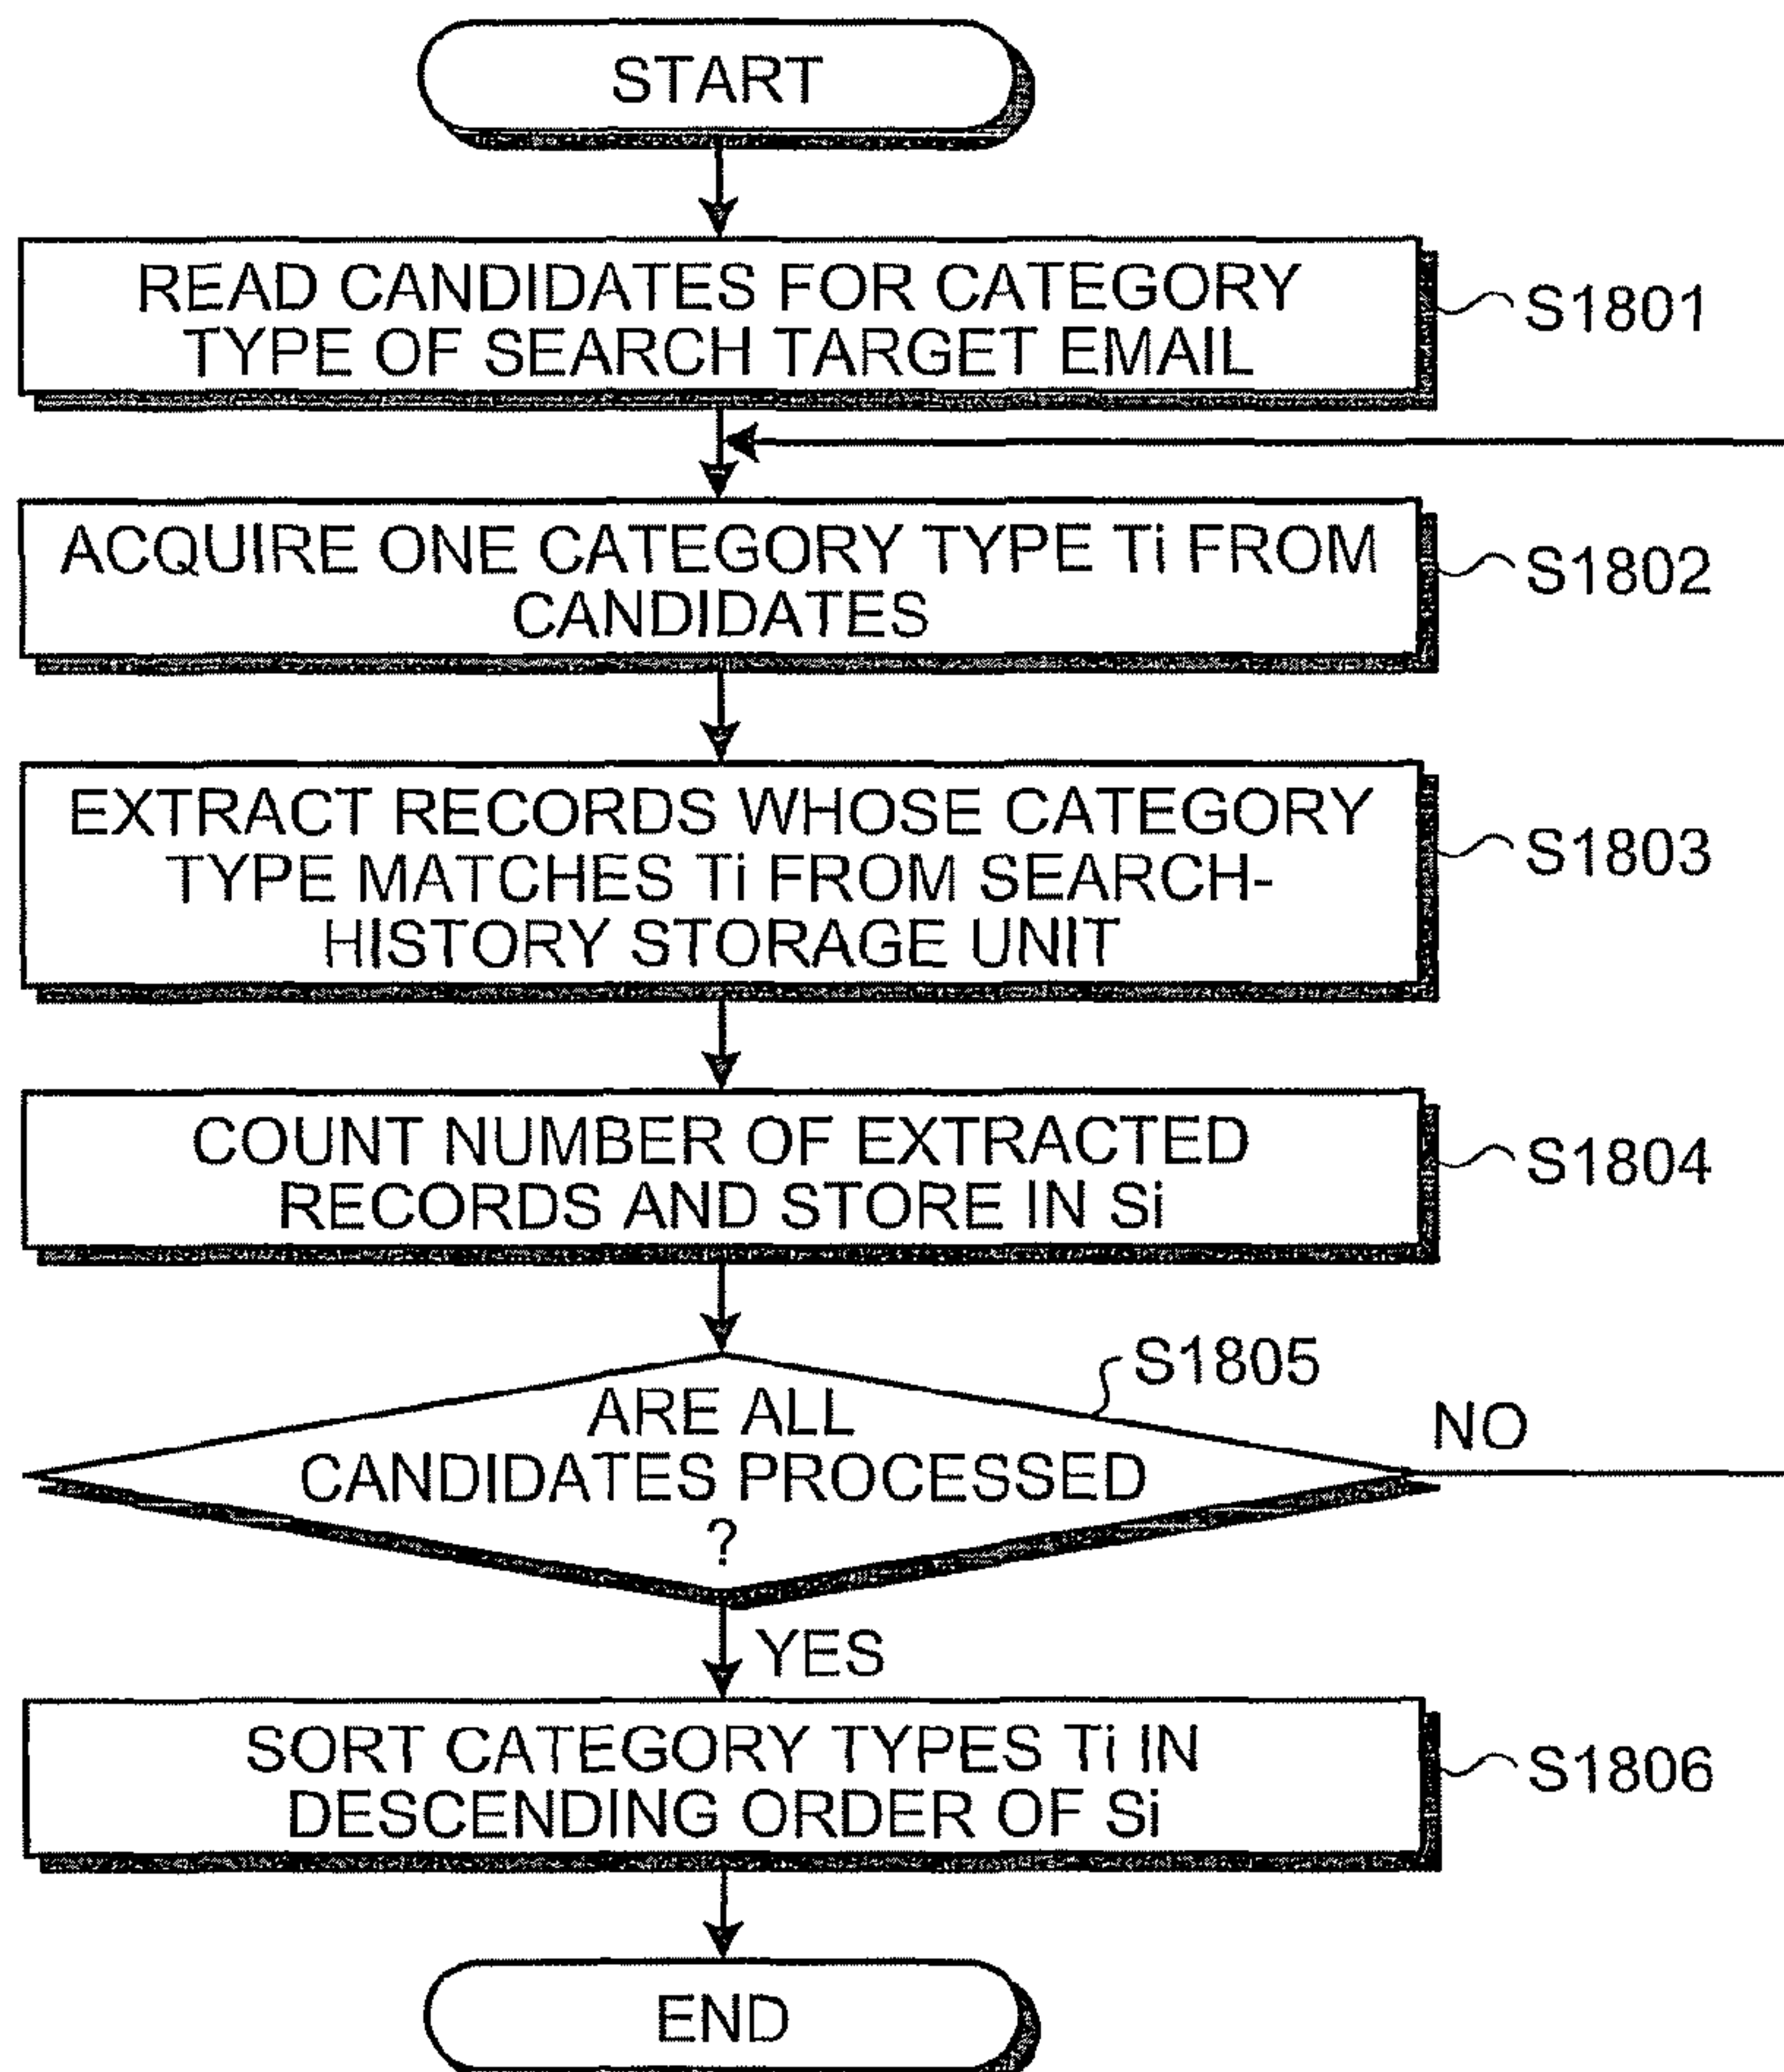 START
READ CANDIDATES FOR CATEGORY
TYPE OF SEARCH TARGET EMAIL
S1801
ACQUIRE ONE CATEGORY TYPE Ti FROM
CANDIDATES
S1802
EXTRACT RECORDS WHOSE CATEGORY
TYPE MATCHES Ti FROM SEARCH-
HISTORY STORAGE UNIT
S1803
COUNT NUMBER OF EXTRACTED
RECORDS AND STORE IN Si
S1804
S1805
ARE ALL
CANDIDATES PROCESSED
?
NO
YES
SORT CATEGORY TYPES Ti IN
DESCENDING ORDER OF Si
S1806
END